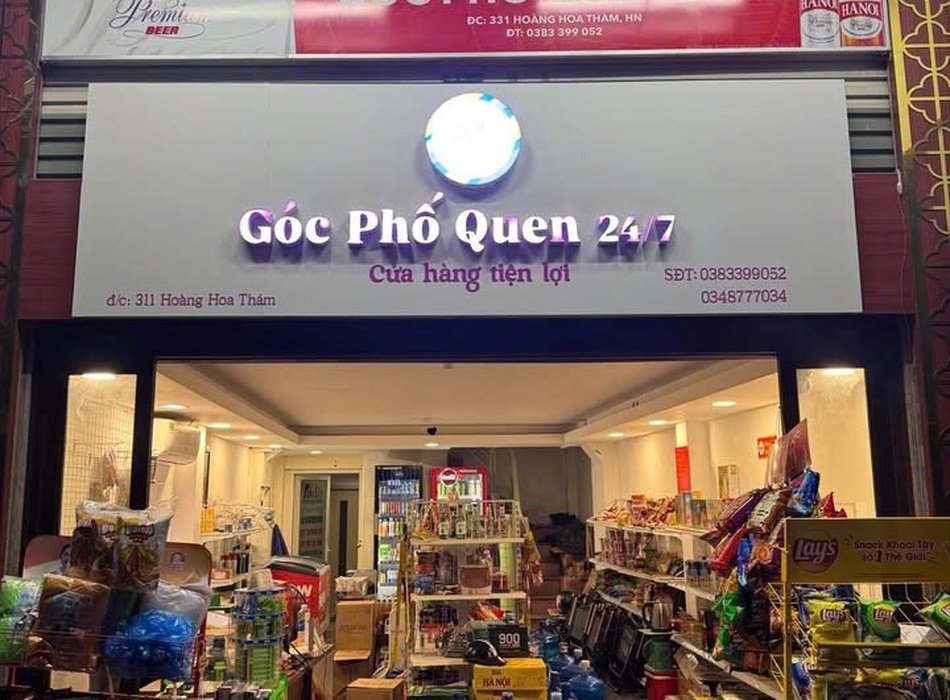 Premium
BEER
ĐC: 331 HOÀNG HOA THÁM, HN
ĐT: 0383 399 052
HANOI
HANOI
Góc Phố Quen 24/7
Cửa hàng tiện lợi
SĐT: 0383399052
0348777034
đ/c: 311 Hoàng Hoa Thám
Lay's
Snack Khoai Tây
Số 1 Thế Giới
Lay's
Lay's
900
HANOI